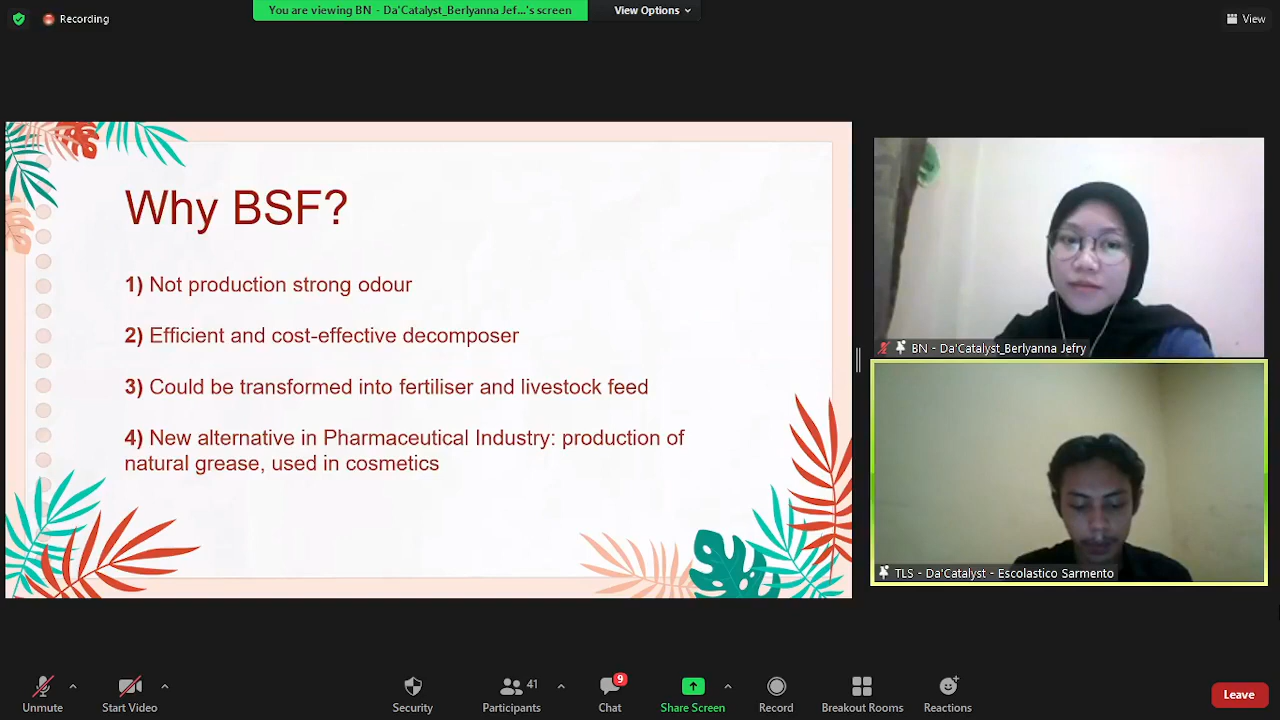 Recording
You are viewing BN - Da'Catalyst_Berlyanna Jef...'s screen
View Options
View
Why BSF?
1) Not production strong odour
2) Efficient and cost-effective decomposer
3) Could be transformed into fertiliser and livestock feed
4) New alternative in Pharmaceutical Industry: production of
natural grease, used in cosmetics
BN - Da'Catalyst_Berlyanna Jefry
TLS - Da'Catalyst - Escolastico Sarmento
Unmute
Start Video
Security
41
Participants
9
Chat
Share Screen
Record
Breakout Rooms
Reactions
Leave